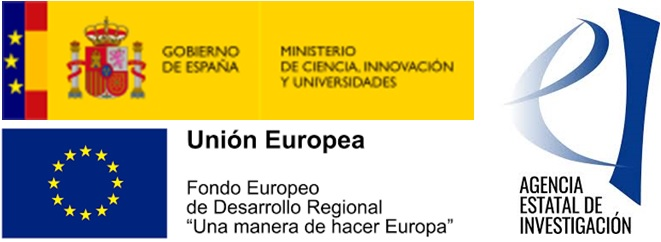 GOBIERNO
DE ESPAÑA
MINISTERIO
DE CIENCIA, INNOVACIÓN
Y UNIVERSIDADES
Unión Europea
Fondo Europeo
de Desarrollo Regional
“Una manera de hacer Europa”
AGENCIA
ESTATAL DE
INVESTIGACIÓN